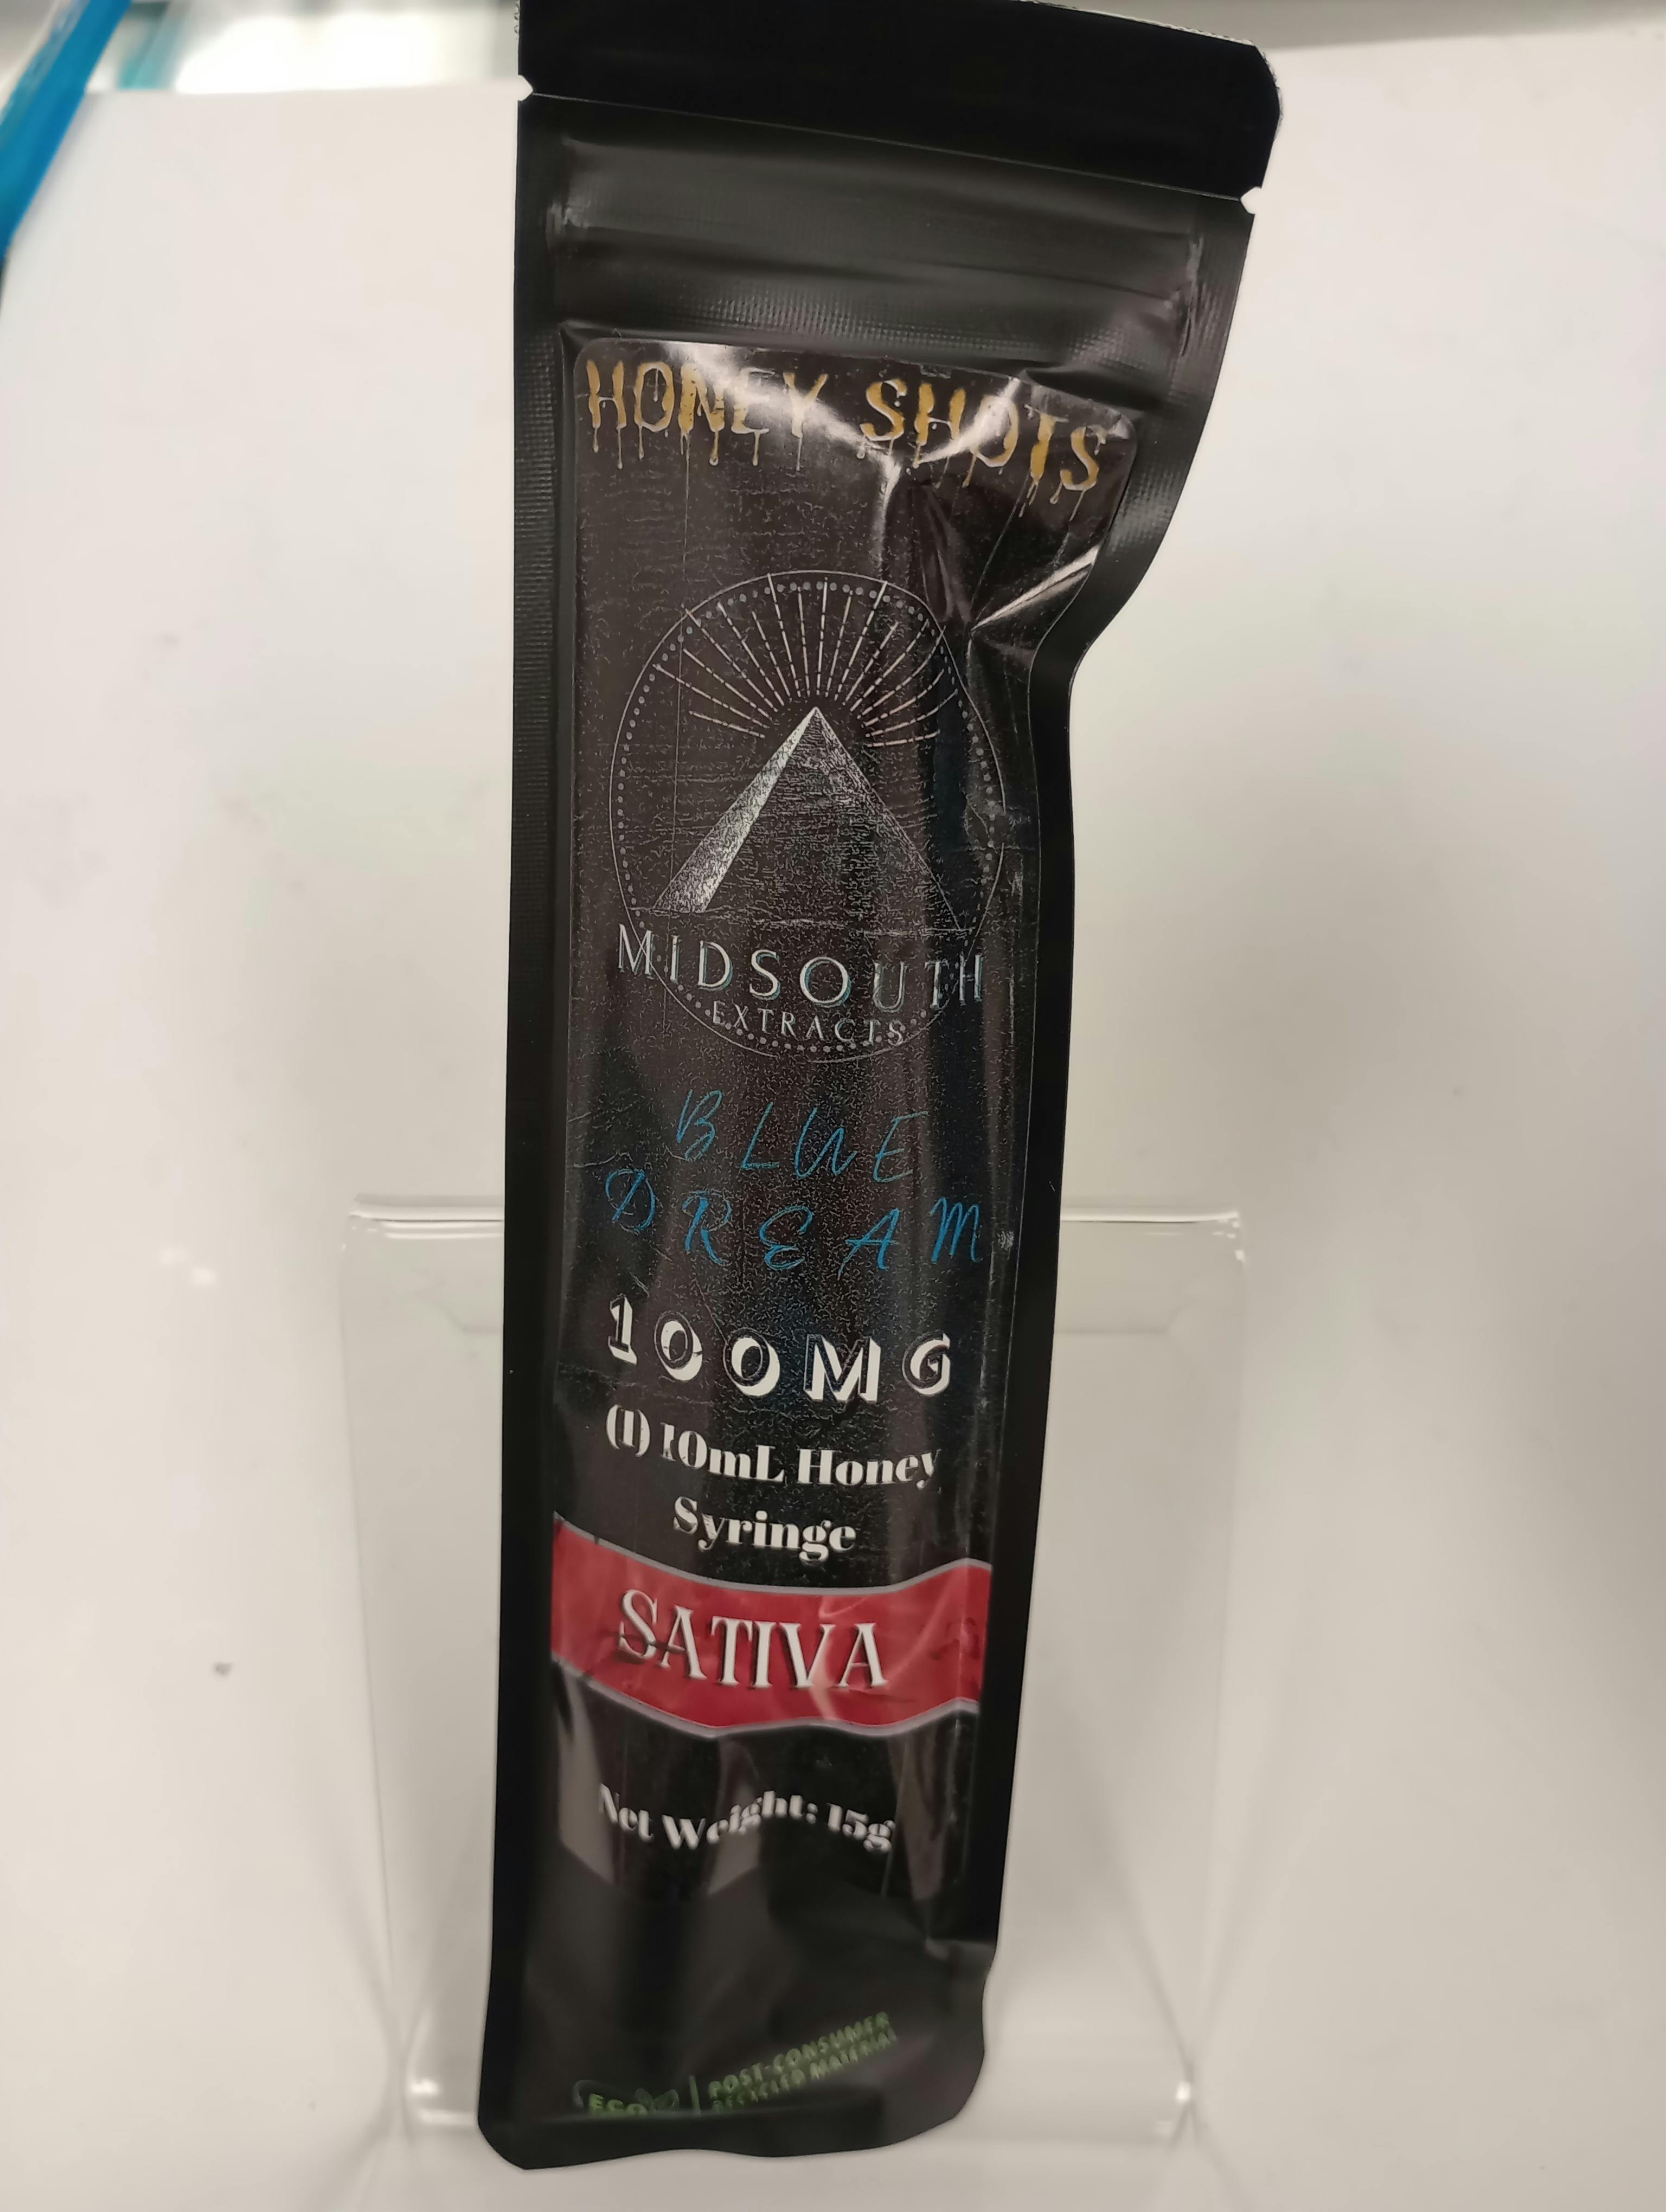 HONEY SHOTS
MIDSOUTH
EXTRACTS
BLUE
DREAM
100MG
(1) 10mL Honey
Syringe
SATIVA
Net Weight: 15g
ECO
POST-CONSUMER
RECYCLED MATERIAL